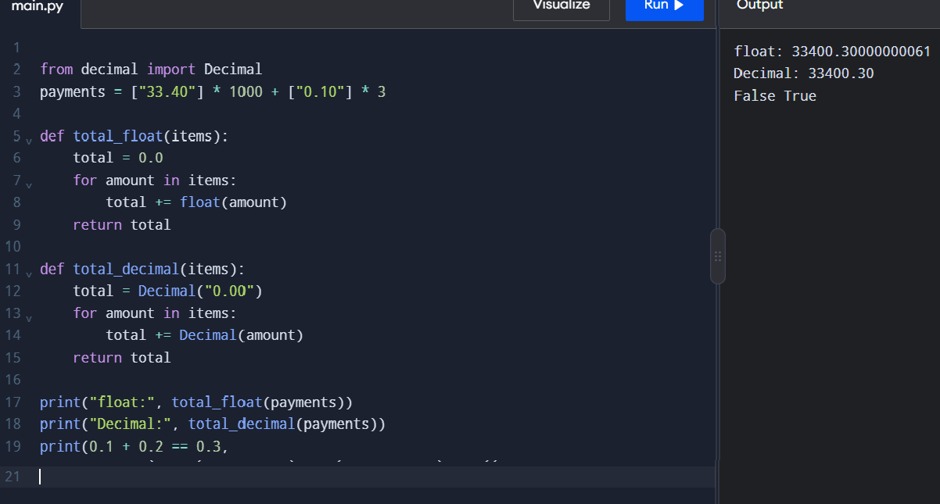 main.py
Visualize
Run
Output
1
2 from decimal import Decimal
3 payments = ["33.40"] * 1000 + ["0.10"] * 3
4
5 def total_float(items):
6     total = 0.0
7     for amount in items:
8         total += float(amount)
9     return total
10
11 def total_decimal(items):
12     total = Decimal("0.00")
13     for amount in items:
14         total += Decimal(amount)
15     return total
16
17 print("float:", total_float(payments))
18 print("Decimal:", total_decimal(payments))
19 print(0.1 + 0.2 == 0.3,
21
float: 33400.30000000061
Decimal: 33400.30
False True